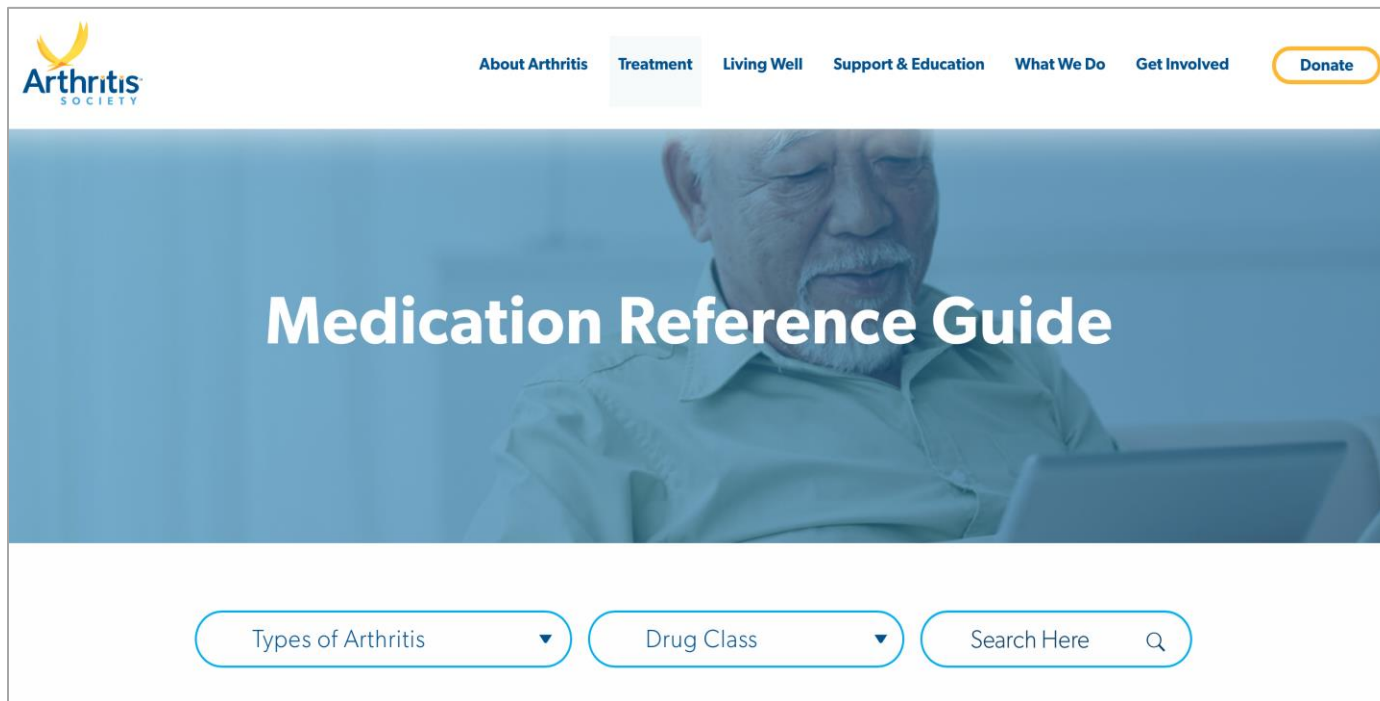 Arthritis
SOCIETY
About Arthritis Treatment Living Well Support & Education What We Do Get Involved Donate
Medication Reference Guide
Types of Arthritis Drug Class Search Here